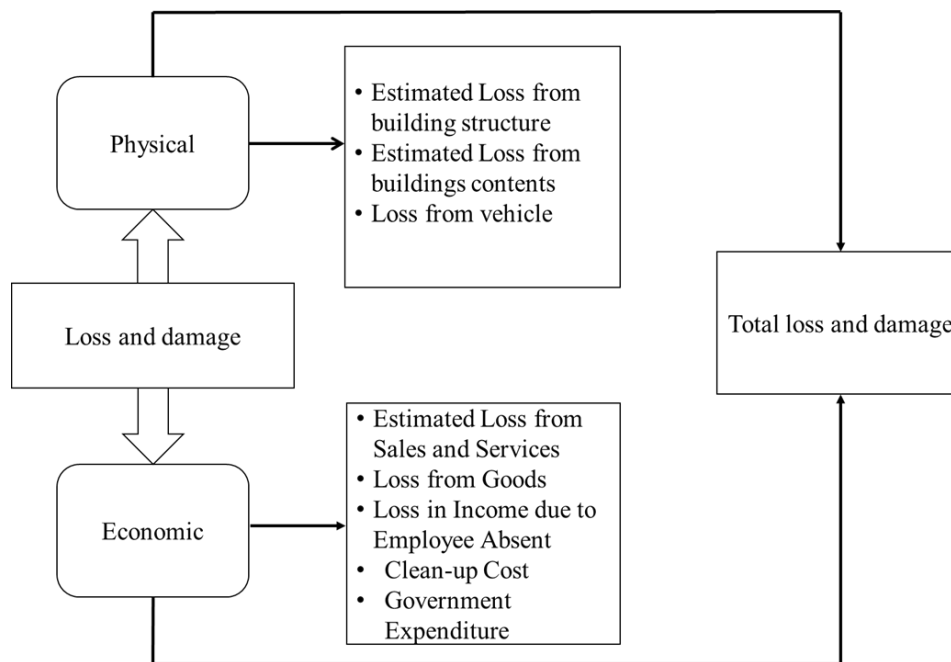 Physical
• Estimated Loss from
building structure
• Estimated Loss from
buildings contents
• Loss from vehicle
Loss and damage
Total loss and damage
Economic
• Estimated Loss from
Sales and Services
• Loss from Goods
• Loss in Income due to
Employee Absent
• Clean-up Cost
• Government
Expenditure